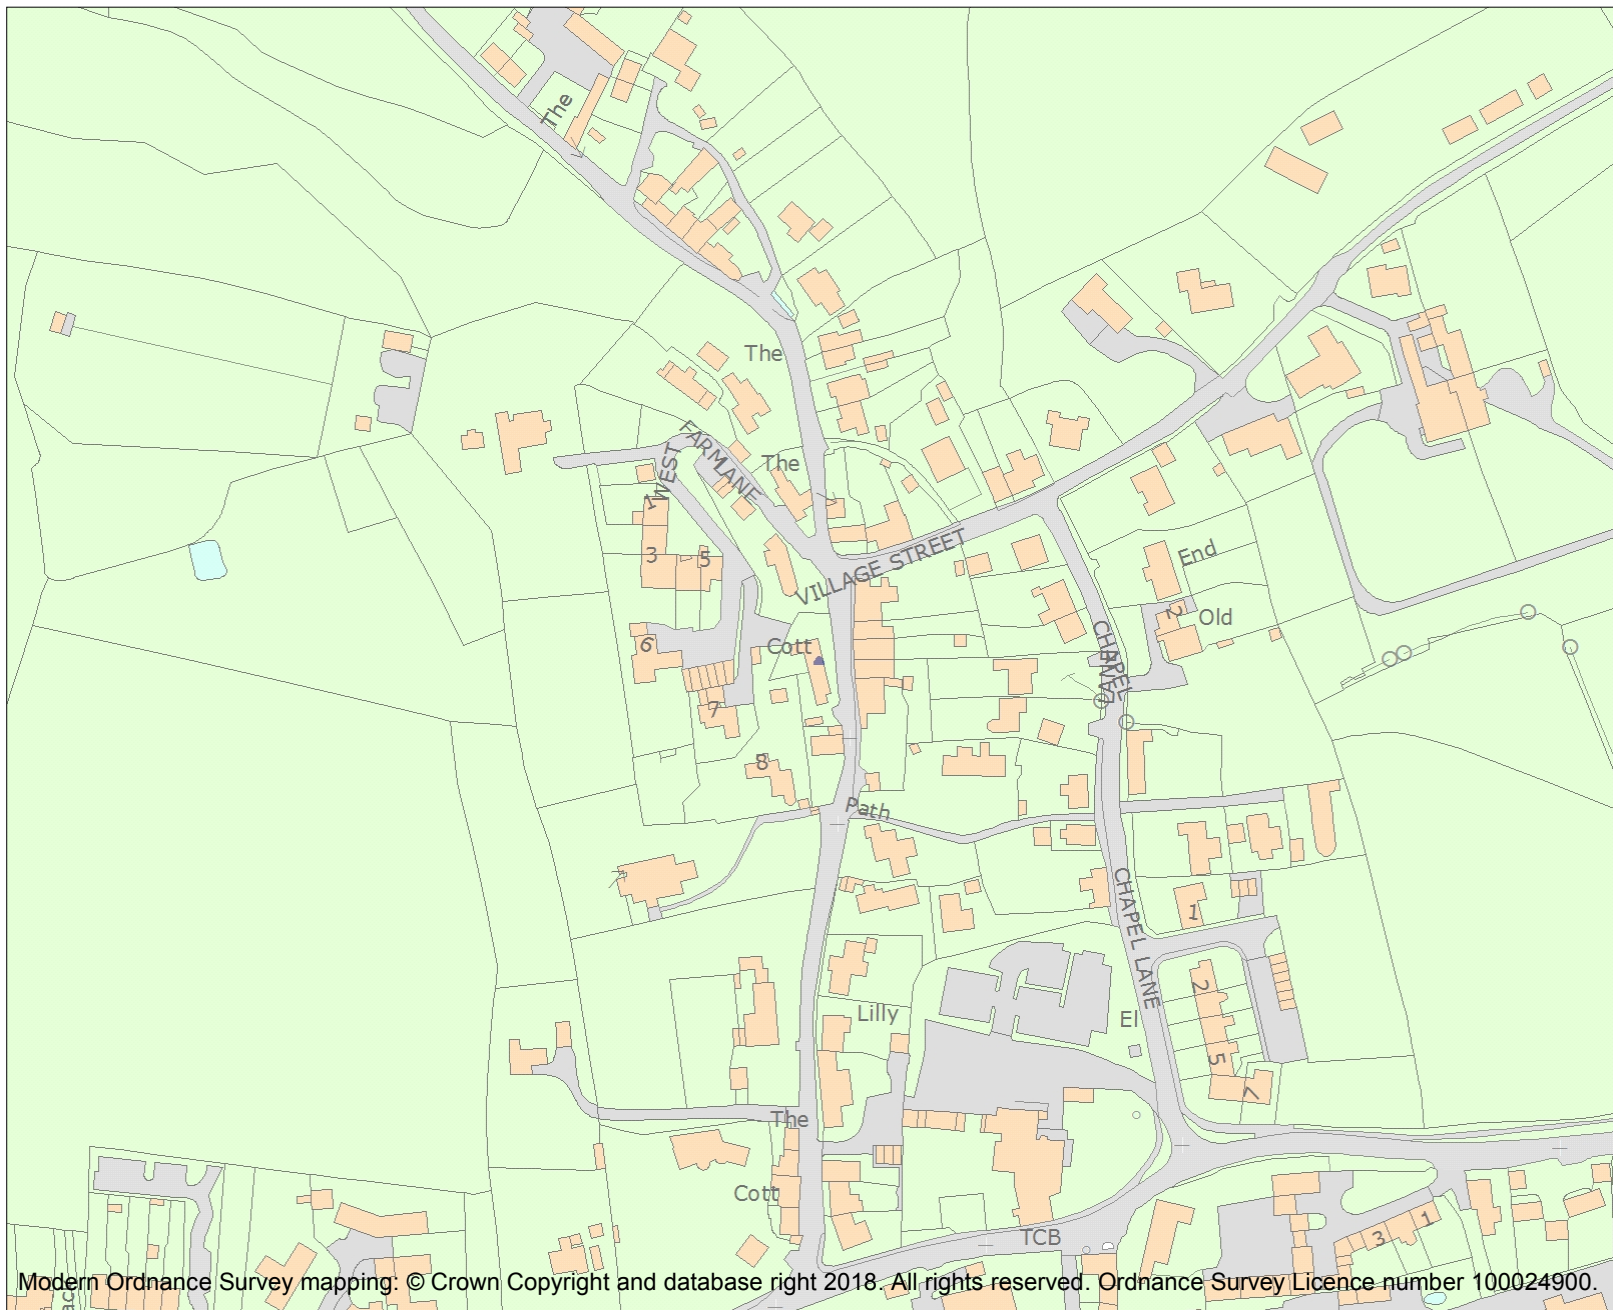 The
The
FARM LANE
The
WEST
1
3
5
VILLAGE STREET
End
2
Old
CHAPEL
LANE
Cott
6
7
8
Path
CHAPEL LANE
1
2
Lilly
El
5
7
The
Cott
TCB
1
3
Modern Ordnance Survey mapping: © Crown Copyright and database right 2018. All rights reserved. Ordnance Survey Licence number 100024900.